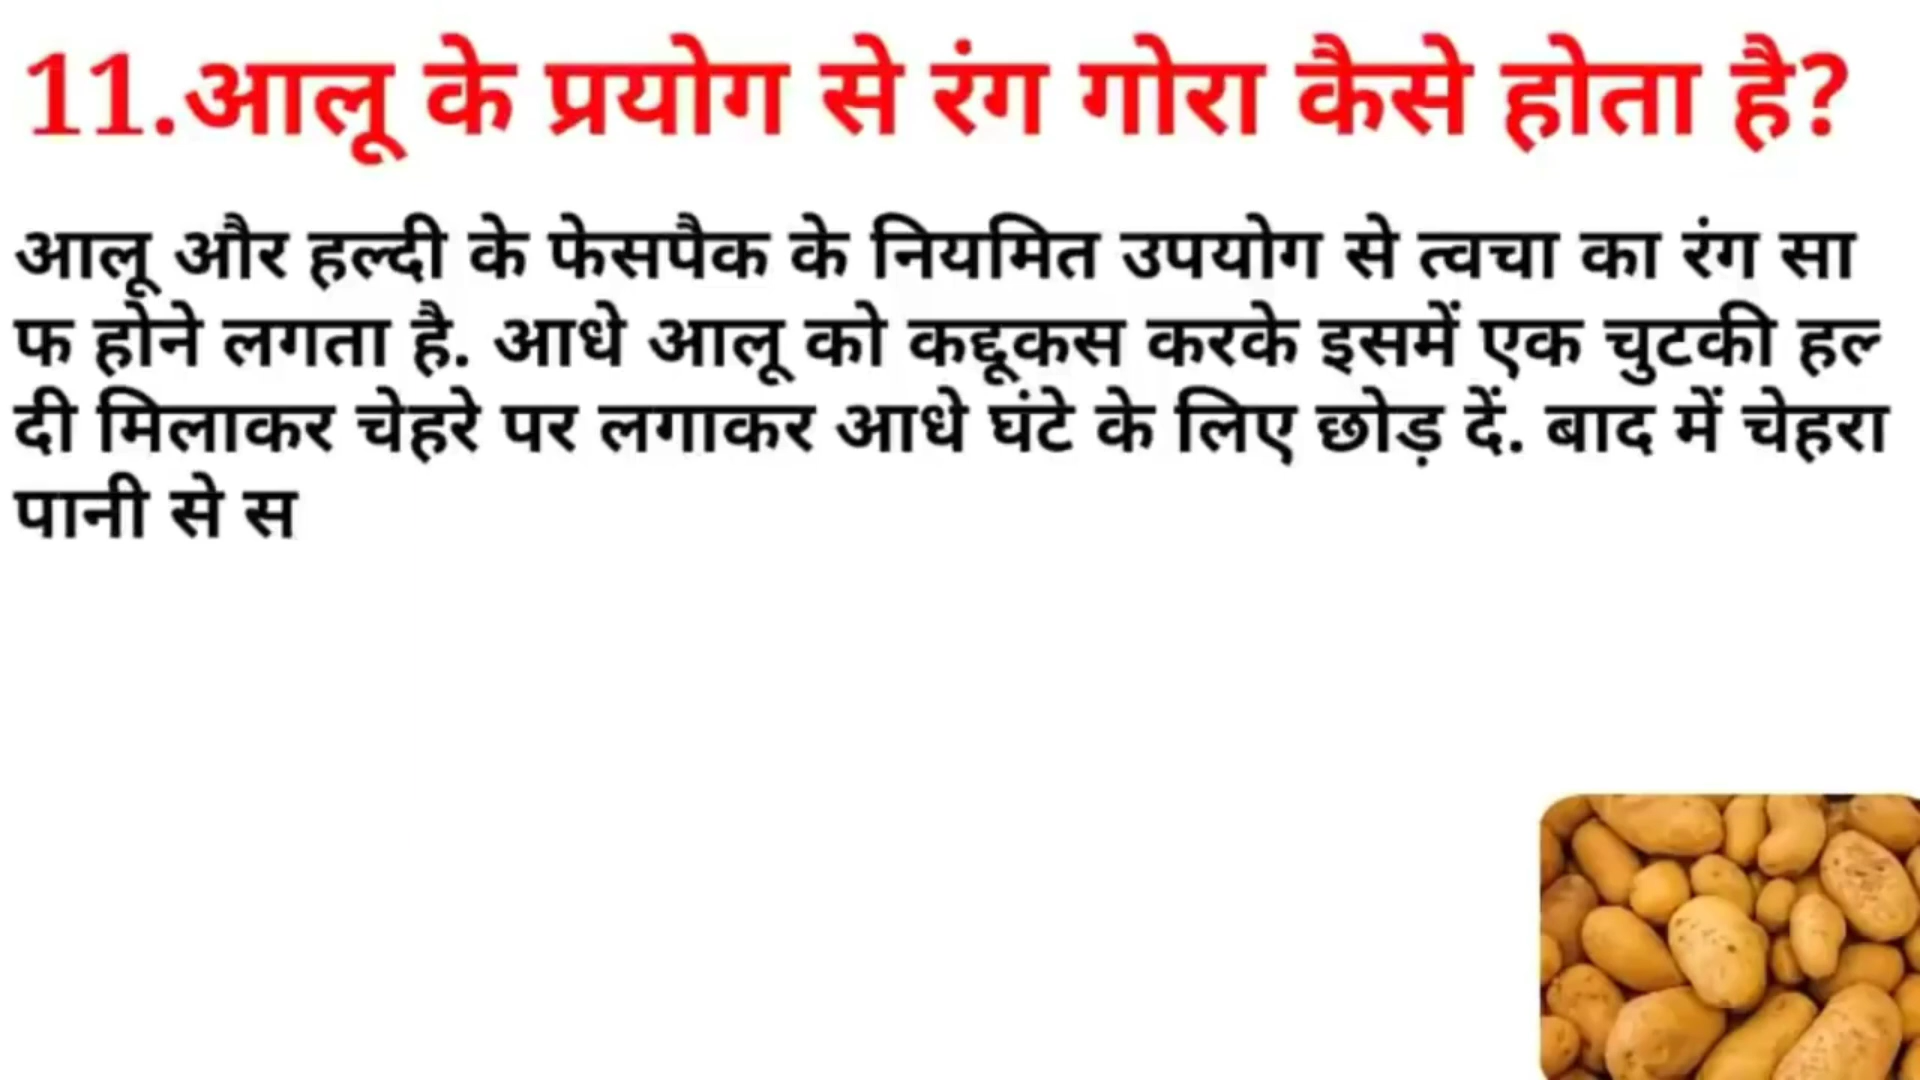 11.आलू के प्रयोग से रंग गोरा कैसे होता है?
आलू और हल्दी के फेसपैक के नियमित उपयोग से त्वचा का रंग सा
फ होने लगता है. आधे आलू को कद्दूकस करके इसमें एक चुटकी हल्
दी मिलाकर चेहरे पर लगाकर आधे घंटे के लिए छोड़ दें. बाद में चेहरा
पानी से स